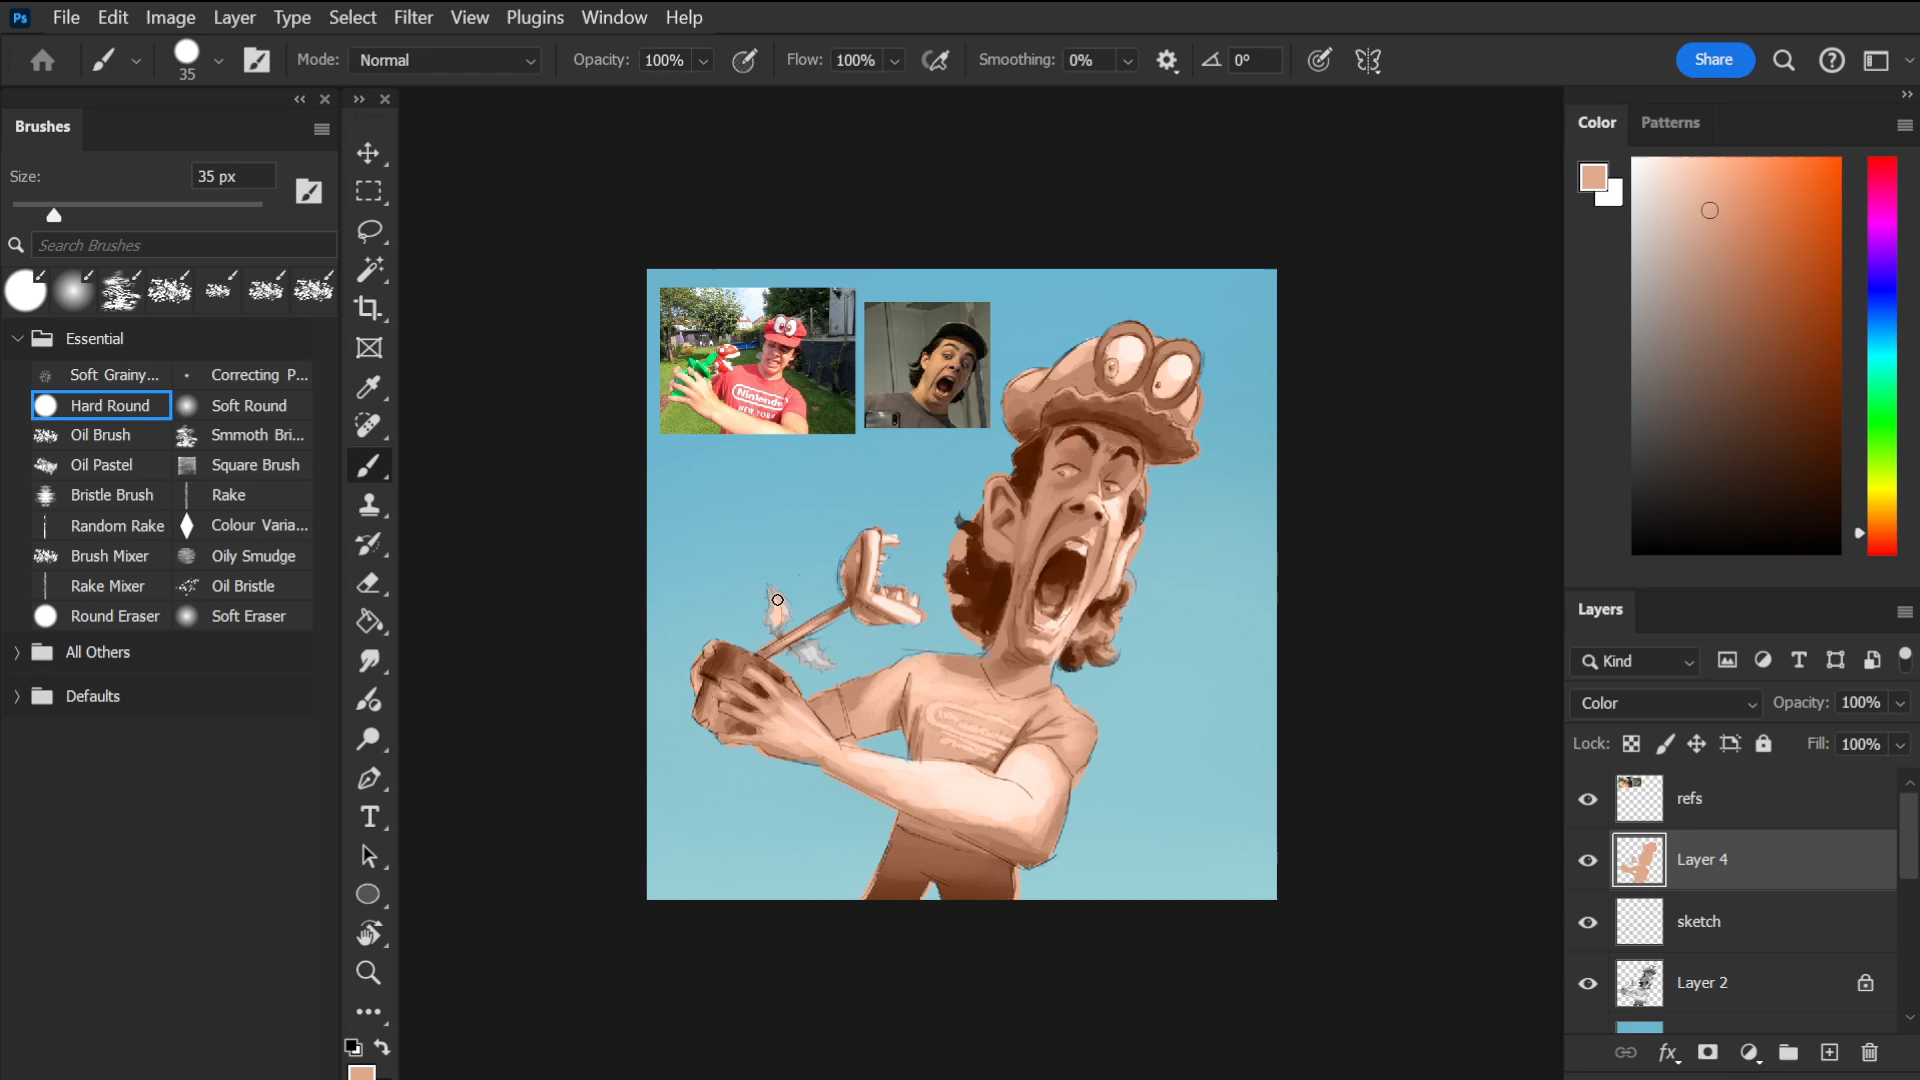 Ps File Edit Image Layer Type Select Filter View Plugins Window Help
35 Mode: Normal Opacity: 100% Flow: 100% Smoothing: 0% 0° Share
Brushes
Size: 35 px
Search Brushes
Essential
Soft Grainy... Correcting P...
Hard Round Soft Round
Oil Brush Smmoth Bri...
Oil Pastel Square Brush
Bristle Brush Rake
Random Rake Colour Varia...
Brush Mixer Oily Smudge
Rake Mixer Oil Bristle
Round Eraser Soft Eraser
All Others
Defaults
Nintendo
NEW YORK
Color Patterns
Layers
Kind
Color Opacity: 100%
Lock: Fill: 100%
refs
Layer 4
sketch
Layer 2